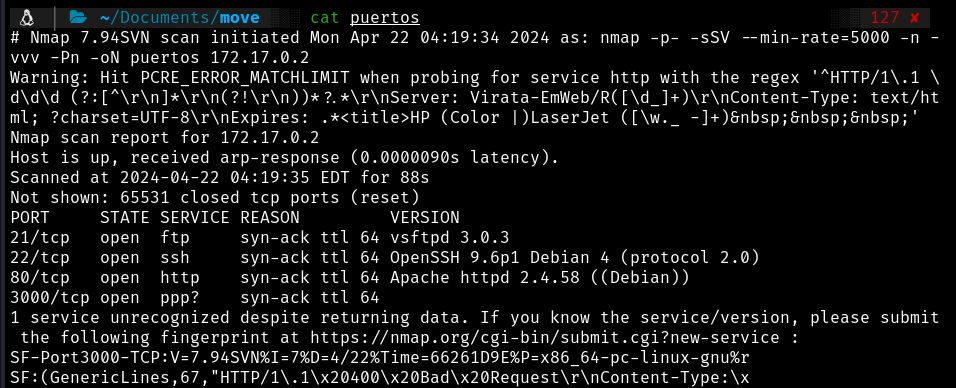 ~/Documents/move cat puertos 127 ✘
# Nmap 7.94SVN scan initiated Mon Apr 22 04:19:34 2024 as: nmap -p- -sSV --min-rate=5000 -n -
vvv -Pn -oN puertos 172.17.0.2
Warning: Hit PCRE_ERROR_MATCHLIMIT when probing for service http with the regex '^HTTP/1\.1 \
d\d\d (?:[^\r\n]*\r\n(?!\r\n))*?.*\r\nServer: Virata-EmWeb/R([\d_]+)\r\nContent-Type: text/ht
ml; ?charset=UTF-8\r\nExpires: .*<title>HP (Color |)LaserJet ([\w._ -]+)&nbsp;&nbsp;&nbsp;'
Nmap scan report for 172.17.0.2
Host is up, received arp-response (0.0000090s latency).
Scanned at 2024-04-22 04:19:35 EDT for 88s
Not shown: 65531 closed tcp ports (reset)
PORT     STATE SERVICE REASON         VERSION
21/tcp   open  ftp     syn-ack ttl 64 vsftpd 3.0.3
22/tcp   open  ssh     syn-ack ttl 64 OpenSSH 9.6p1 Debian 4 (protocol 2.0)
80/tcp   open  http    syn-ack ttl 64 Apache httpd 2.4.58 ((Debian))
3000/tcp open  ppp?    syn-ack ttl 64
1 service unrecognized despite returning data. If you know the service/version, please submit
 the following fingerprint at https://nmap.org/cgi-bin/submit.cgi?new-service :
SF-Port3000-TCP:V=7.94SVN%I=7%D=4/22%Time=66261D9E%P=x86_64-pc-linux-gnu%r
SF:(GenericLines,67,"HTTP/1\.1\x20400\x20Bad\x20Request\r\nContent-Type:\x